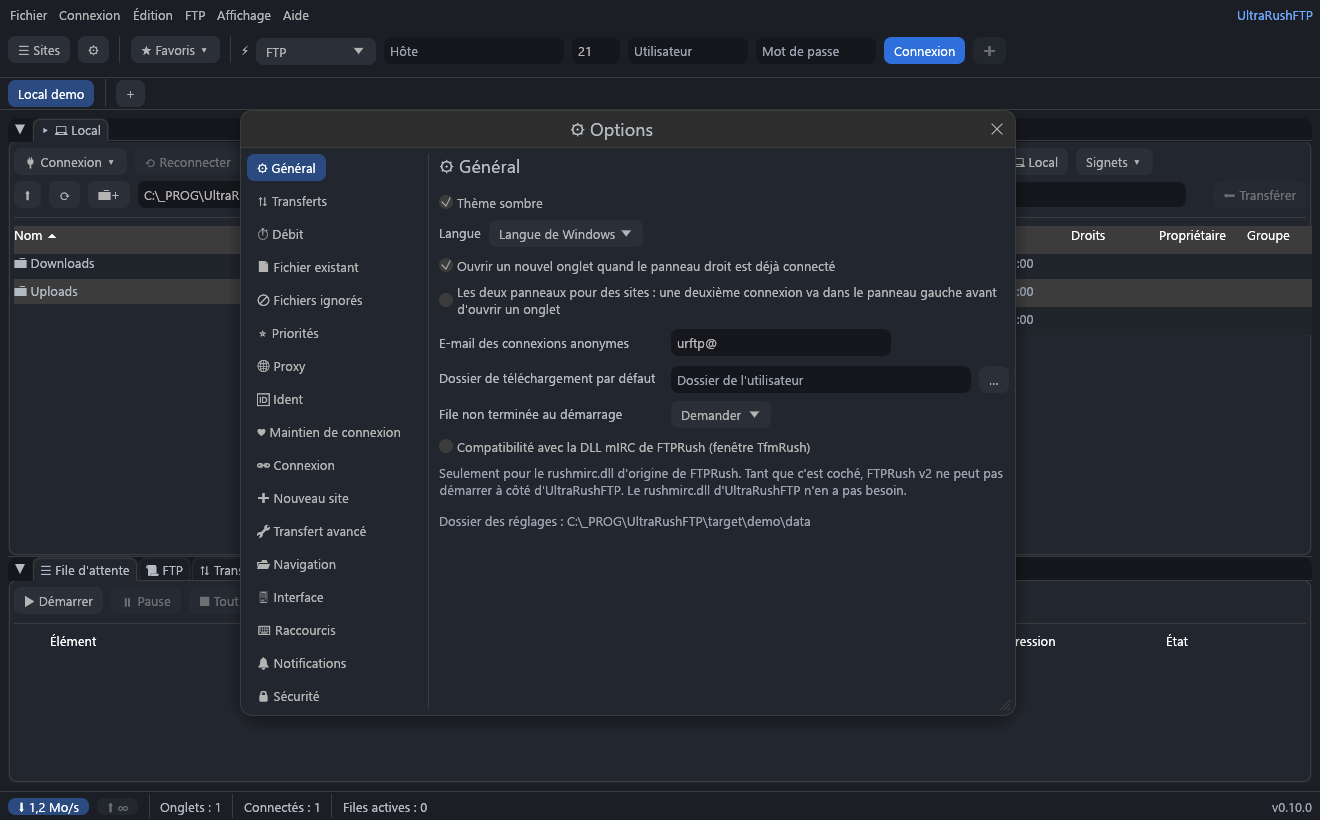 Fichier Connexion Édition FTP Affichage Aide UltraRushFTP
Sites Favoris FTP Hôte 21 Utilisateur Mot de passe Connexion +
Local demo +
Local
Options
Connexion Reconnecter Local Signets
C:\_PROG\UltraR Transférer
Nom Droits Propriétaire Groupe
Downloads :00
Uploads :00
:00
Général
Transferts
Débit
Fichier existant
Fichiers ignorés
Priorités
Proxy
Ident
Maintien de connexion
Connexion
Nouveau site
Transfert avancé
Navigation
Interface
Raccourcis
Notifications
Sécurité
Général
Thème sombre
Langue Langue de Windows
Ouvrir un nouvel onglet quand le panneau droit est déjà connecté
Les deux panneaux pour des sites : une deuxième connexion va dans le panneau gauche avant
d'ouvrir un onglet
E-mail des connexions anonymes urftp@
Dossier de téléchargement par défaut Dossier de l'utilisateur ...
File non terminée au démarrage Demander
Compatibilité avec la DLL mIRC de FTPRush (fenêtre TfmRush)
Seulement pour le rushmirc.dll d'origine de FTPRush. Tant que c'est coché, FTPRush v2 ne peut pas
démarrer à côté d'UltraRushFTP. Le rushmirc.dll d'UltraRushFTP n'en a pas besoin.
Dossier des réglages : C:\_PROG\UltraRushFTP\target\demo\data
File d'attente FTP Trans
Démarrer Pause Tout
Élément ression État
1,2 Mo/s ∞ Onglets : 1 Connectés : 1 Files actives : 0 v0.10.0